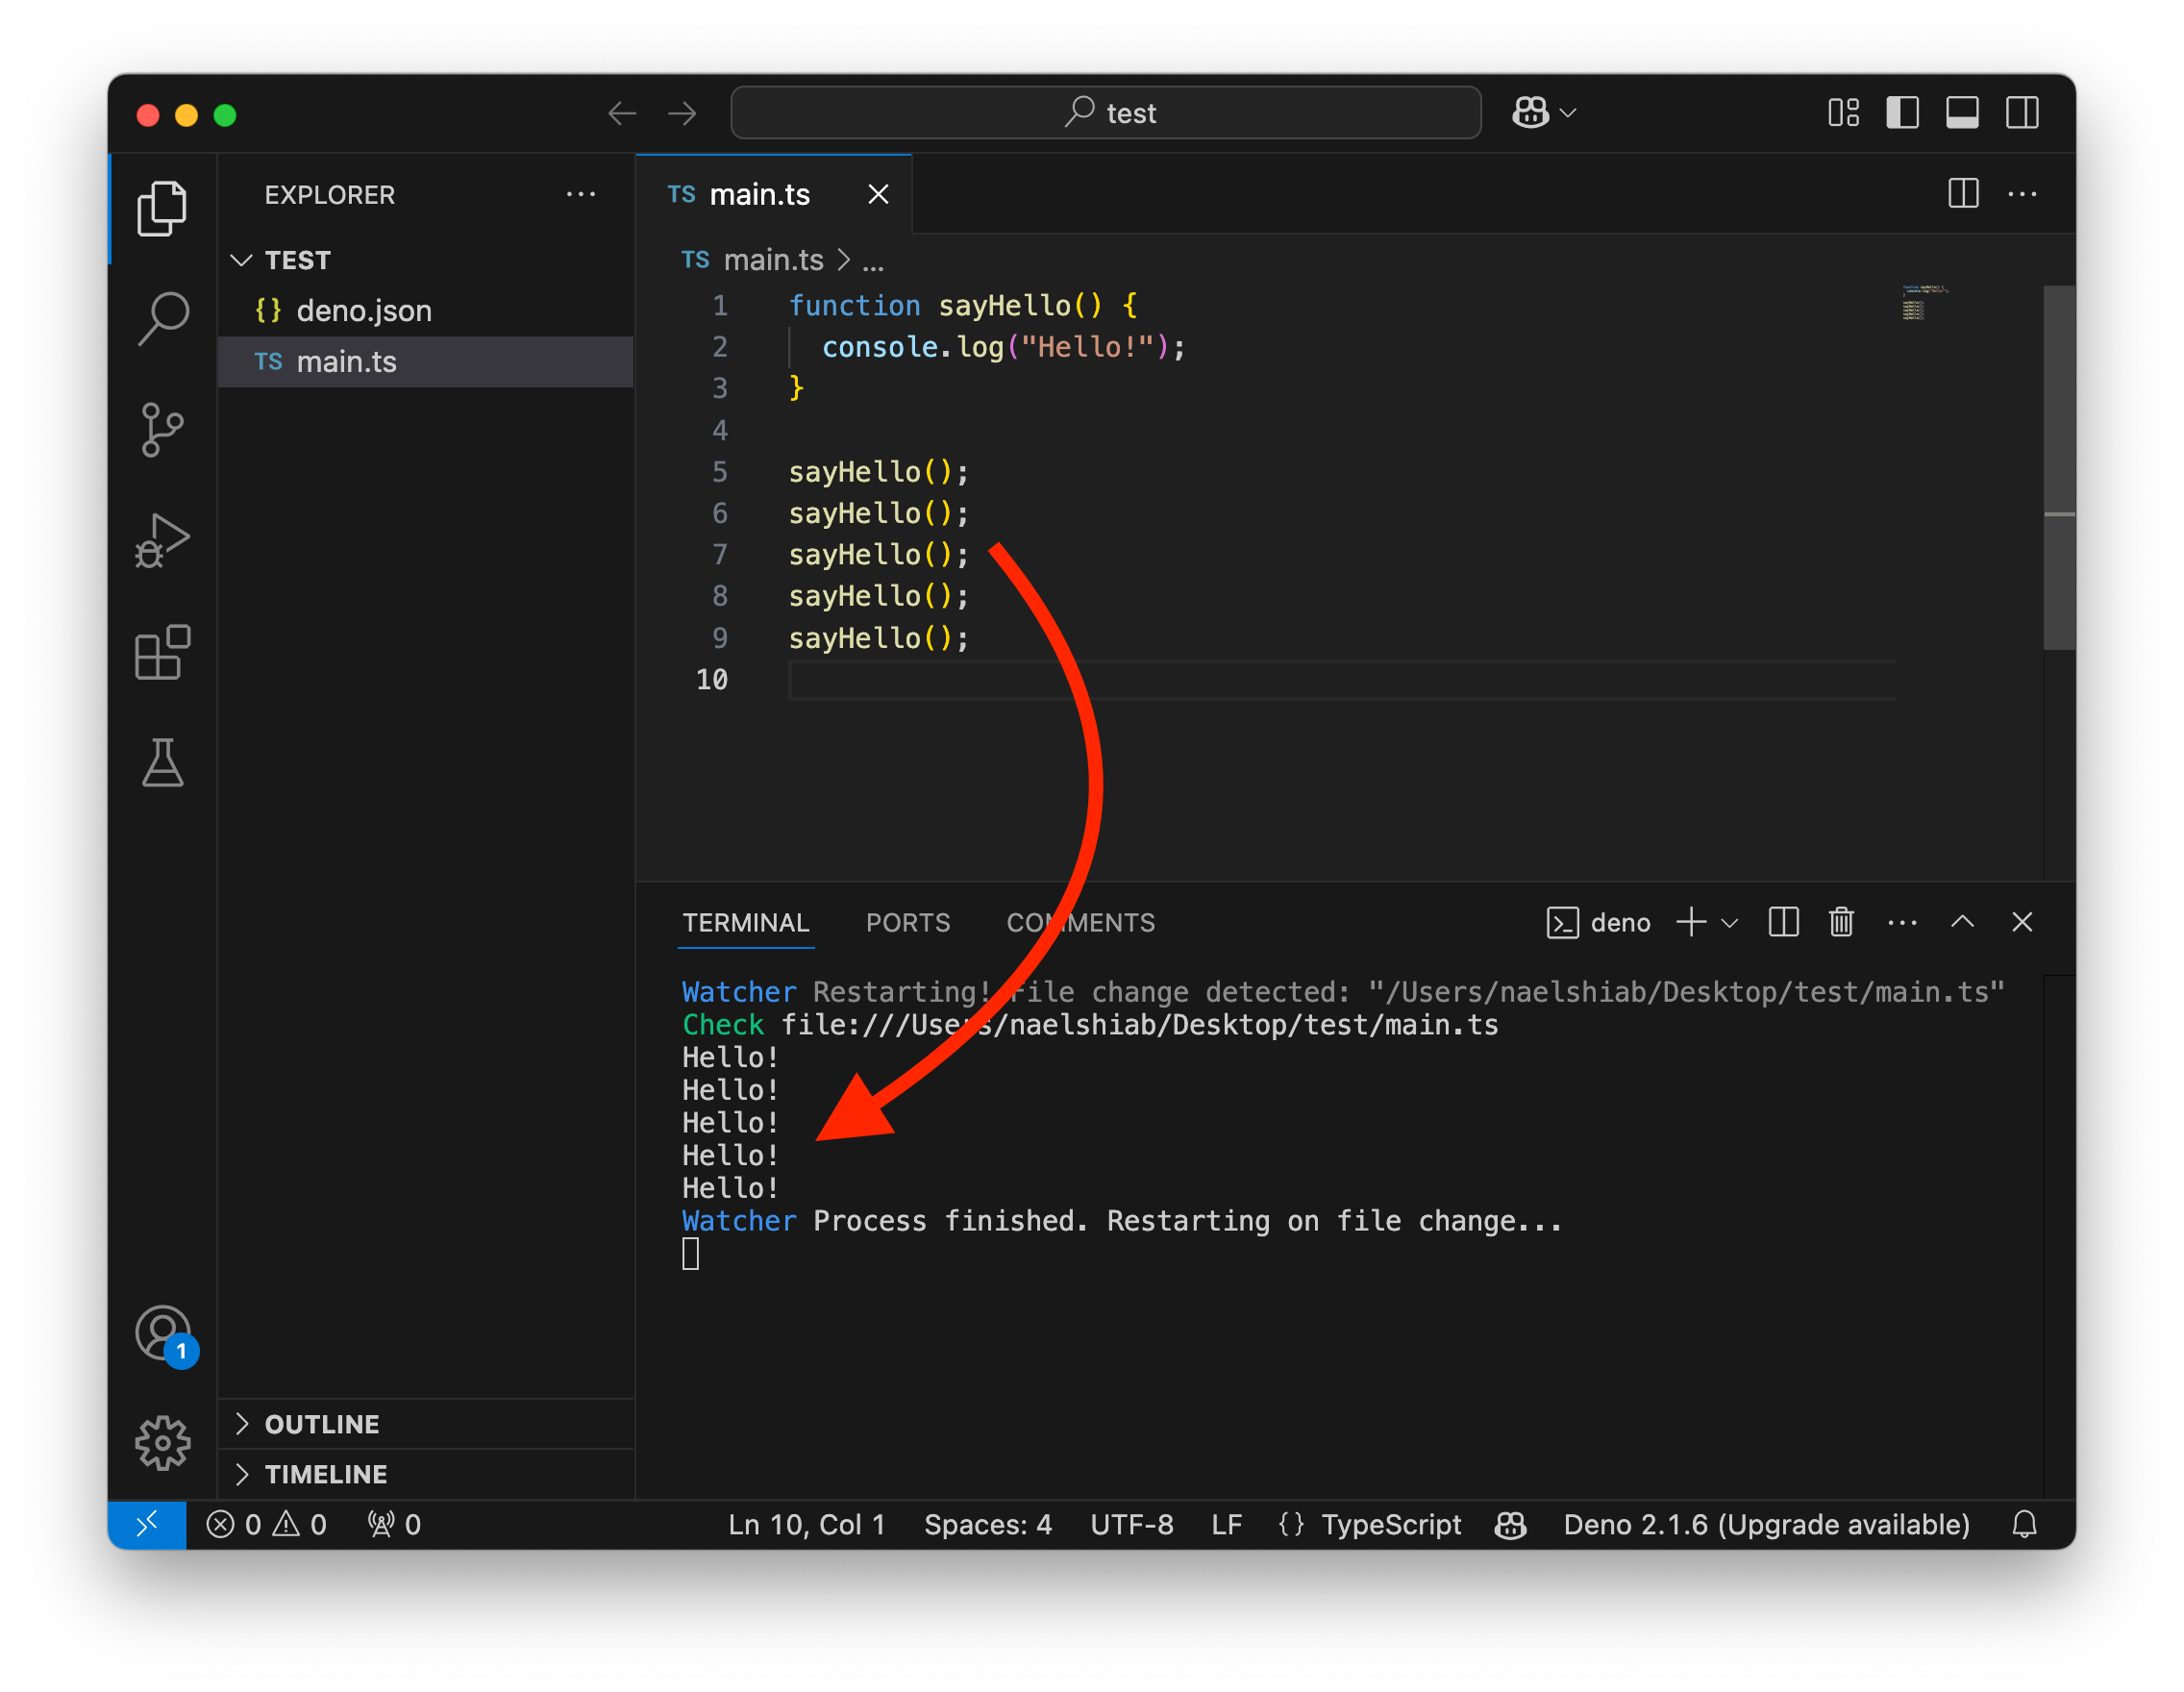 test
EXPLORER
TEST
{} deno.json
TS main.ts
OUTLINE
TIMELINE
1
TS main.ts
TS main.ts > ...
1 function sayHello() {
2   console.log("Hello!");
3 }
4
5 sayHello();
6 sayHello();
7 sayHello();
8 sayHello();
9 sayHello();
10
TERMINAL PORTS COMMENTS deno
Watcher Restarting! File change detected: "/Users/naelshiab/Desktop/test/main.ts"
Check file:///Users/naelshiab/Desktop/test/main.ts
Hello!
Hello!
Hello!
Hello!
Hello!
Watcher Process finished. Restarting on file change...
0 0 0 Ln 10, Col 1 Spaces: 4 UTF-8 LF {} TypeScript Deno 2.1.6 (Upgrade available)